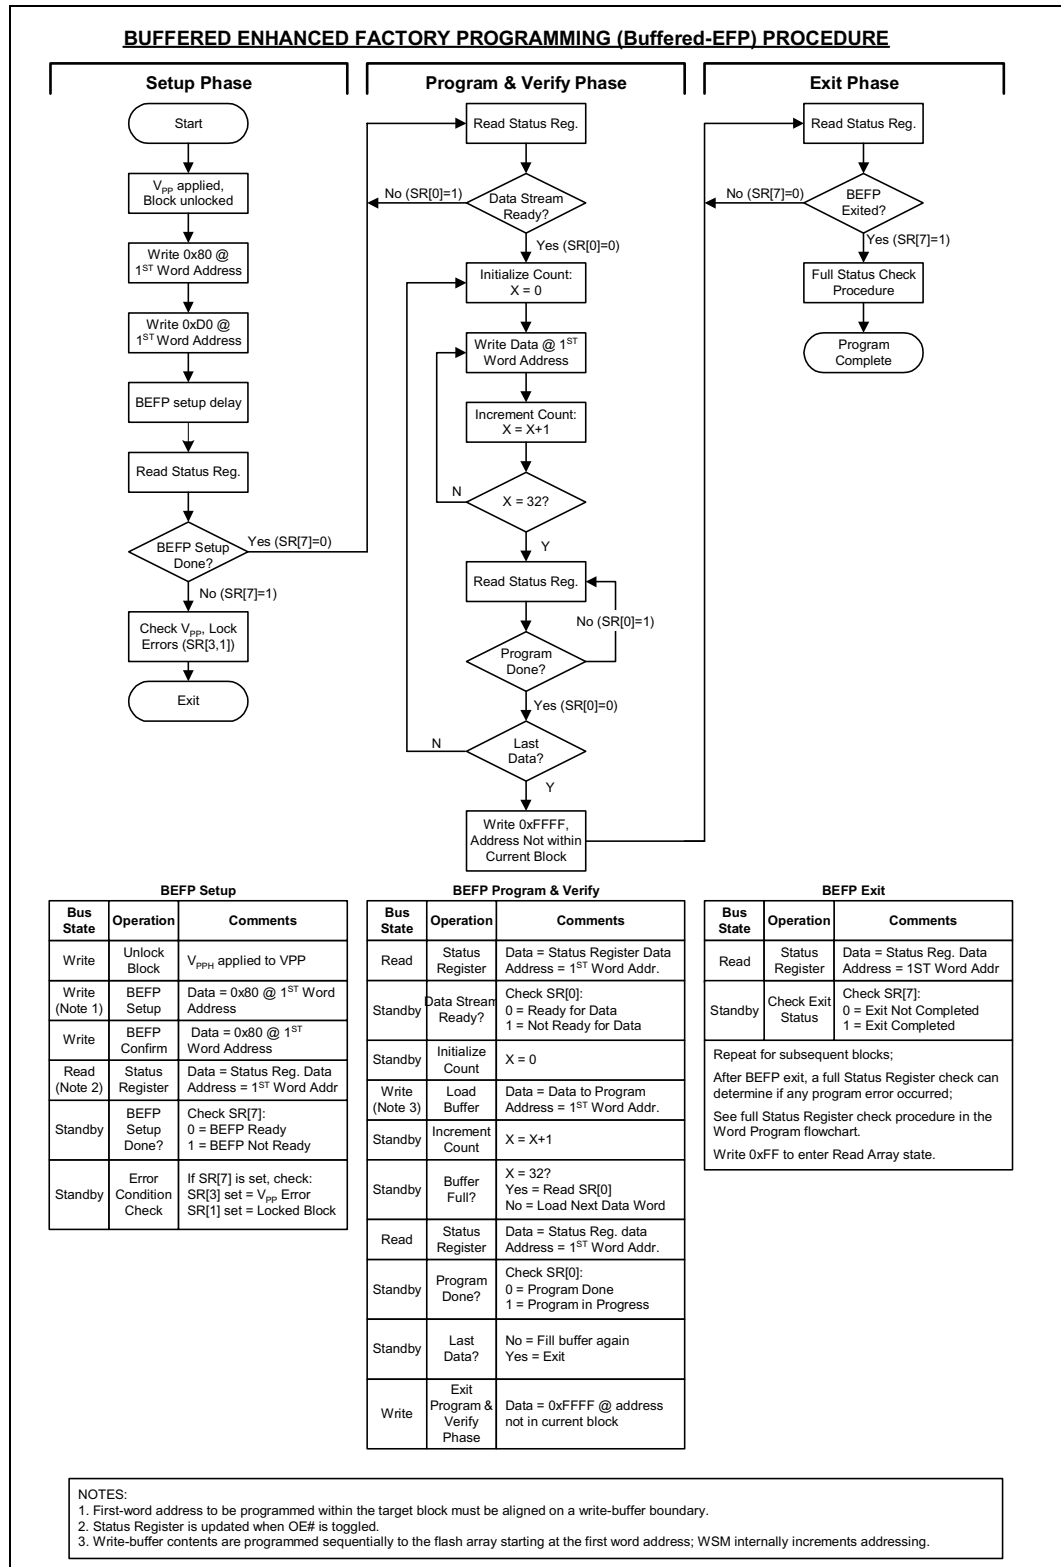 BUFFERED ENHANCED FACTORY PROGRAMMING (Buffered-EFP) PROCEDURE
Setup Phase
Start
VPP applied,
Block unlocked
Write 0x80 @
1ST Word Address
Write 0xD0 @
1ST Word Address
BEFP setup delay
Read Status Reg.
BEFP Setup
Done?
Yes (SR[7]=0)
No (SR[7]=1)
Check VPP, Lock
Errors (SR[3,1])
Exit
Program & Verify Phase
Read Status Reg.
No (SR[0]=1)
Data Stream
Ready?
Yes (SR[0]=0)
Initialize Count:
X = 0
Write Data @ 1ST
Word Address
Increment Count:
X = X+1
N
X = 32?
Y
Read Status Reg.
No (SR[0]=1)
Program
Done?
Yes (SR[0]=0)
N
Last
Data?
Y
Write 0xFFFF,
Address Not within
Current Block
Exit Phase
Read Status Reg.
No (SR[7]=0)
BEFP
Exited?
Yes (SR[7]=1)
Full Status Check
Procedure
Program
Complete
BEFP Setup
Bus
State
Operation
Comments
Write
Unlock
Block
VPPH applied to VPP
Write
(Note 1)
BEFP
Setup
Data = 0x80 @ 1ST Word
Address
Write
BEFP
Confirm
Data = 0x80 @ 1ST
Word Address
Read
(Note 2)
Status
Register
Data = Status Reg. Data
Address = 1ST Word Addr
Standby
BEFP
Setup
Done?
Check SR[7]:
0 = BEFP Ready
1 = BEFP Not Ready
Standby
Error
Condition
Check
If SR[7] is set, check:
SR[3] set = VPP Error
SR[1] set = Locked Block
BEFP Program & Verify
Bus
State
Operation
Comments
Read
Status
Register
Data = Status Register Data
Address = 1ST Word Addr.
Standby
Data Stream
Ready?
Check SR[0]:
0 = Ready for Data
1 = Not Ready for Data
Standby
Initialize
Count
X = 0
Write
(Note 3)
Load
Buffer
Data = Data to Program
Address = 1ST Word Addr.
Standby
Increment
Count
X = X+1
Standby
Buffer
Full?
X = 32?
Yes = Read SR[0]
No = Load Next Data Word
Read
Status
Register
Data = Status Reg. data
Address = 1ST Word Addr.
Standby
Program
Done?
Check SR[0]:
0 = Program Done
1 = Program in Progress
Standby
Last
Data?
No = Fill buffer again
Yes = Exit
Write
Exit
Program &
Verify
Phase
Data = 0xFFFF @ address
not in current block
BEFP Exit
Bus
State
Operation
Comments
Read
Status
Register
Data = Status Reg. Data
Address = 1ST Word Addr
Standby
Check Exit
Status
Check SR[7]:
0 = Exit Not Completed
1 = Exit Completed
Repeat for subsequent blocks;
After BEFP exit, a full Status Register check can
determine if any program error occurred;
See full Status Register check procedure in the
Word Program flowchart.
Write 0xFF to enter Read Array state.
NOTES:
1. First-word address to be programmed within the target block must be aligned on a write-buffer boundary.
2. Status Register is updated when OE# is toggled.
3. Write-buffer contents are programmed sequentially to the flash array starting at the first word address; WSM internally increments addressing.